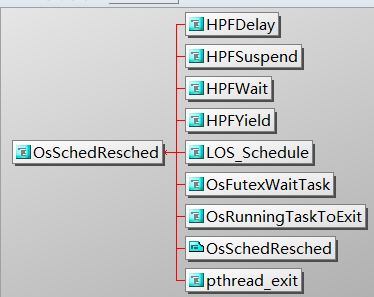 HPFDelay
HPFSuspend
HPFWait
HPFYield
OsSchedResched
LOS_Schedule
OsFutexWaitTask
OsRunningTaskToExit
OsSchedResched
pthread_exit